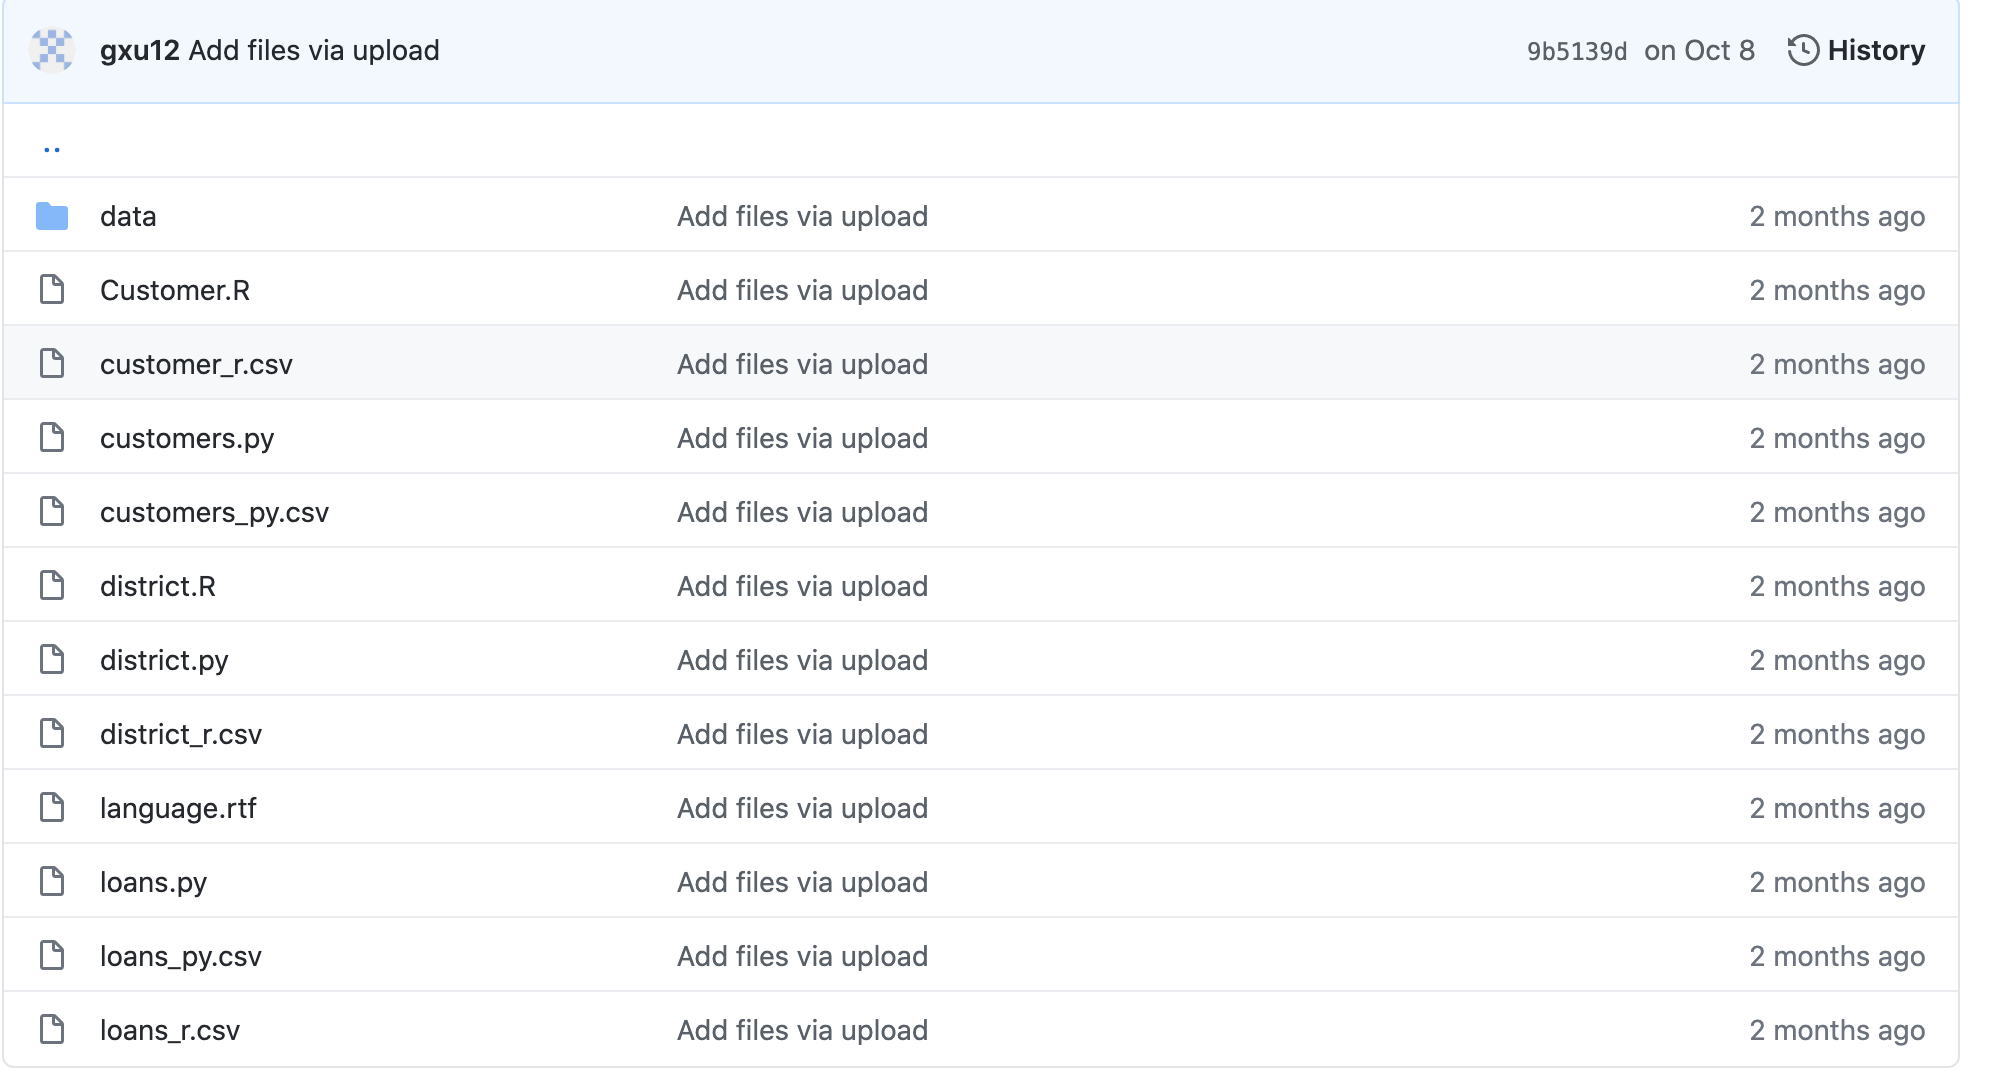 gxu12 Add files via upload 9b5139d on Oct 8 History
..
data Add files via upload 2 months ago
Customer.R Add files via upload 2 months ago
customer_r.csv Add files via upload 2 months ago
customers.py Add files via upload 2 months ago
customers_py.csv Add files via upload 2 months ago
district.R Add files via upload 2 months ago
district.py Add files via upload 2 months ago
district_r.csv Add files via upload 2 months ago
language.rtf Add files via upload 2 months ago
loans.py Add files via upload 2 months ago
loans_py.csv Add files via upload 2 months ago
loans_r.csv Add files via upload 2 months ago